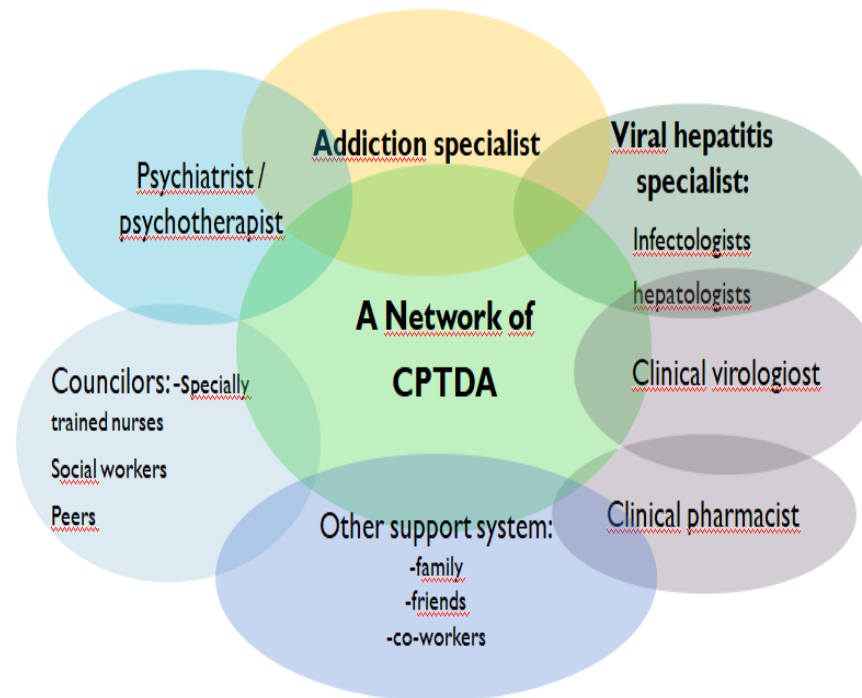 Addiction specialist
Psychiatrist /
psychotherapist
Viral hepatitis
specialist:
Infectologists
hepatologists
A Network of
CPTDA
Clinical virologiost
Councilors: -Specially
trained nurses
Social workers
Peers
Clinical pharmacist
Other support system:
-family
-friends
-co-workers